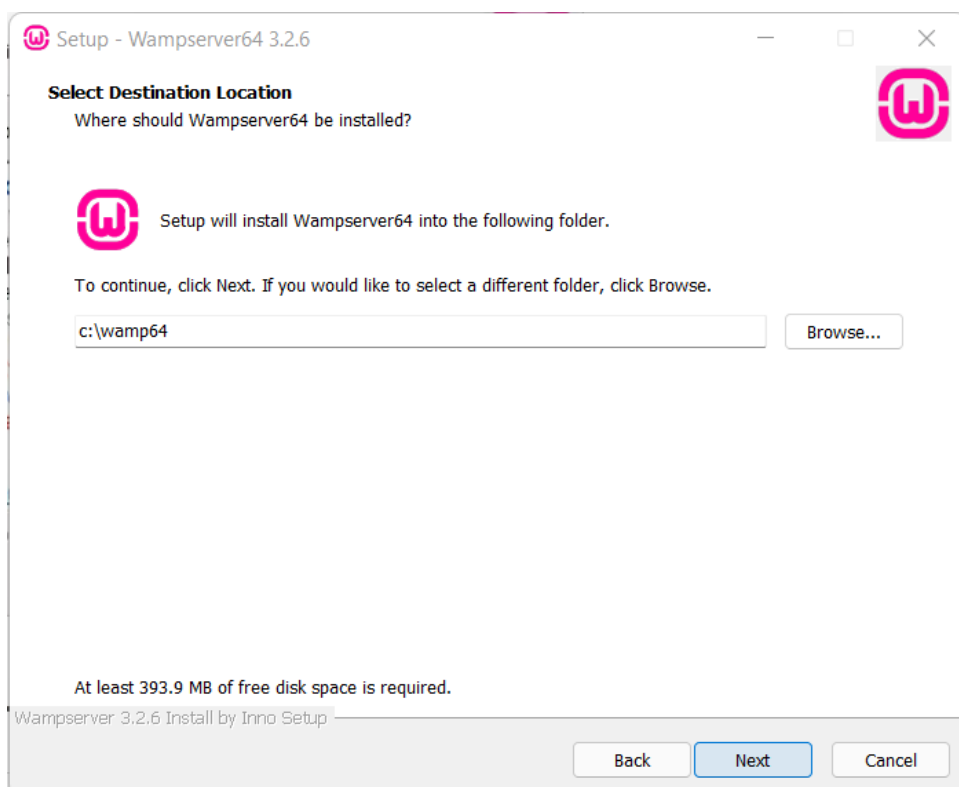 Setup - Wampserver64 3.2.6
Select Destination Location
Where should Wampserver64 be installed?
Setup will install Wampserver64 into the following folder.
To continue, click Next. If you would like to select a different folder, click Browse.
c:\wamp64
Browse...
At least 393.9 MB of free disk space is required.
Wampserver 3.2.6 Install by Inno Setup
Back
Next
Cancel